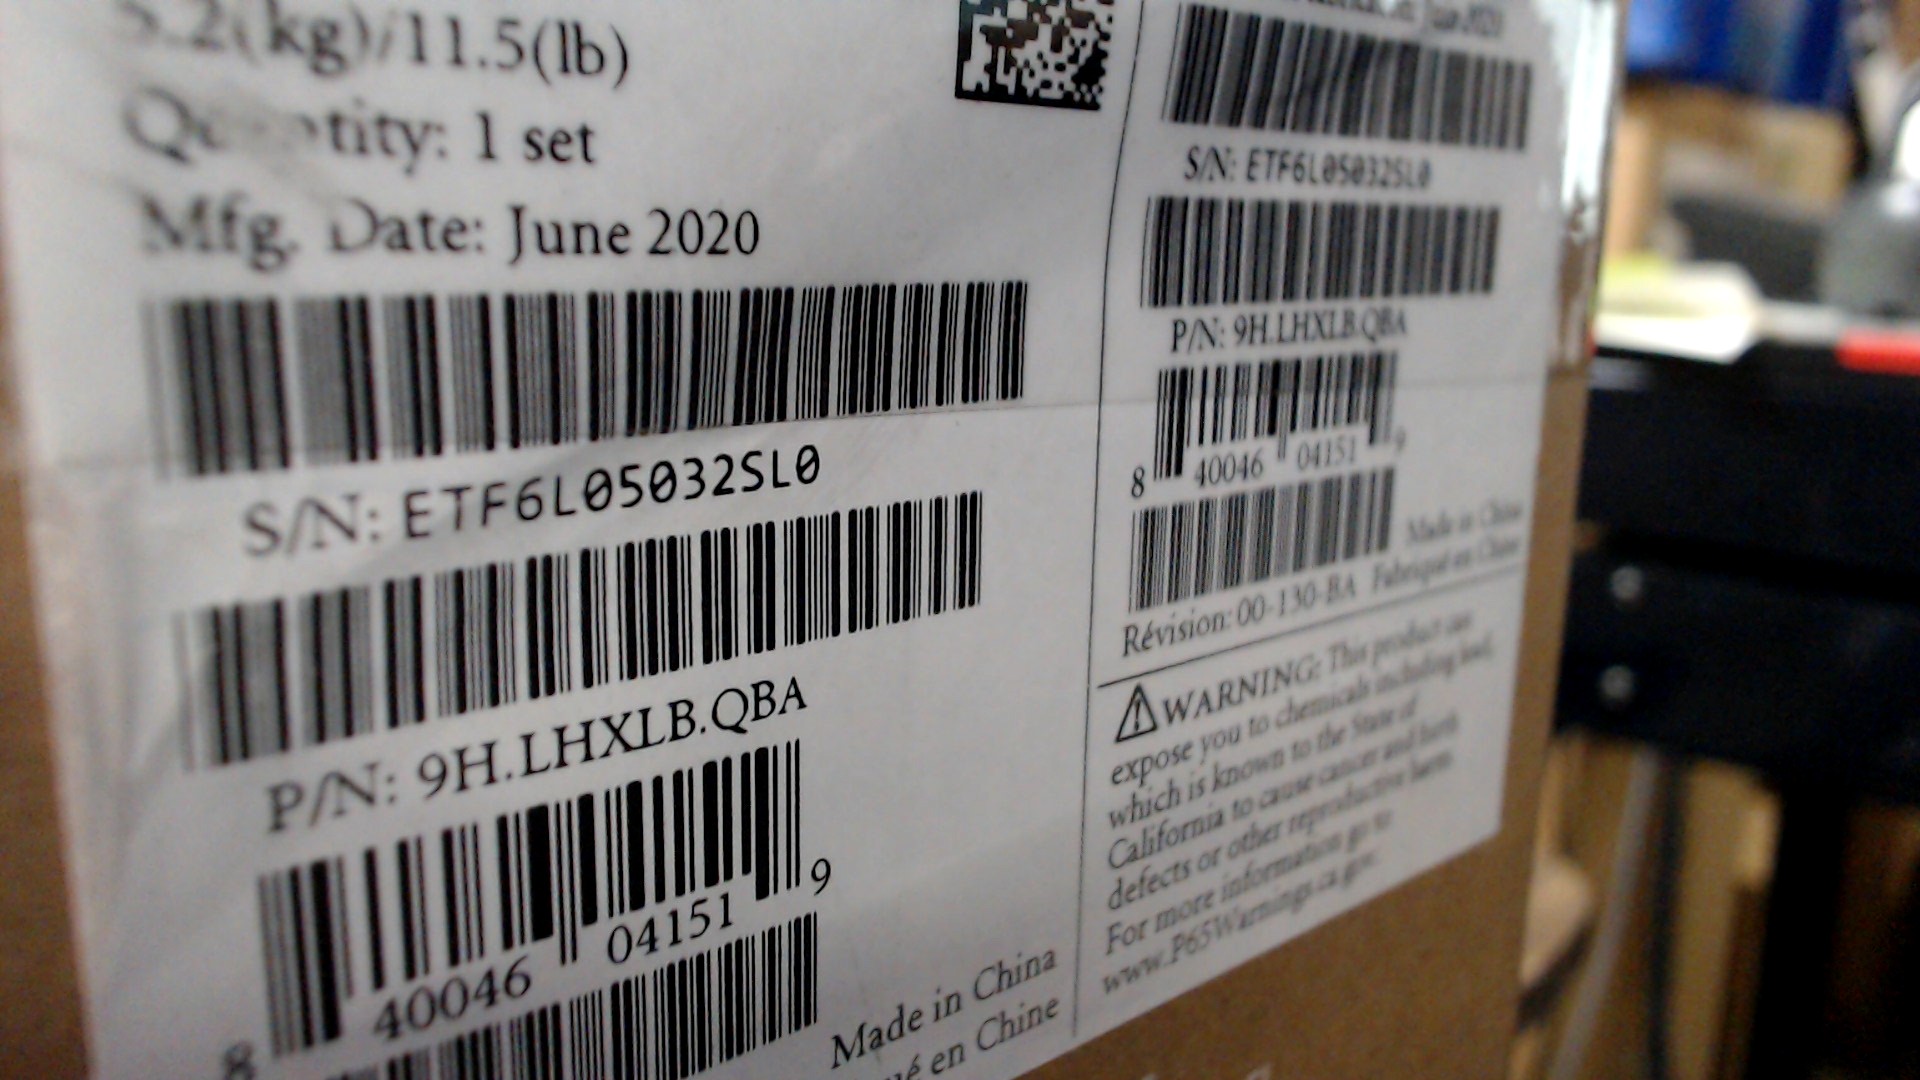 5.2(kg)/11.5(lb)
Quantity: 1 set
Mfg. Date: June 2020
S/N: ETF6L05032SL0
P/N: 9H.LHXLB.QBA
8 40046 04151 9
Made in China
en Chine
June 2020
S/N: ETF6L05032SL0
P/N: 9H.LHXLB.QBA
8 40046 04151 9
Made in China
Révision: 00-130-BA Fabriqué en Chine
⚠WARNING: This product can
expose you to chemicals including lead,
which is known to the State of
California to cause cancer and birth
defects or other reproductive harm
For more information go to
www.P65Warnings.ca.gov.